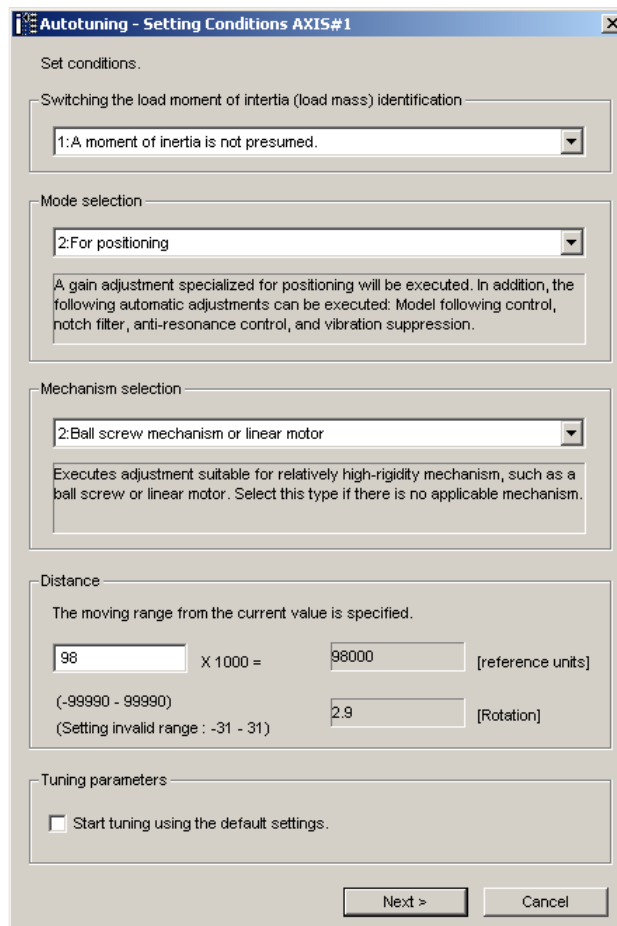 Autotuning - Setting Conditions AXIS#1
Set conditions.
Switching the load moment of intertia (load mass) identification
1:A moment of inertia is not presumed.
Mode selection
2:For positioning
A gain adjustment specialized for positioning will be executed. In addition, the
following automatic adjustments can be executed: Model following control,
notch filter, anti-resonance control, and vibration suppression.
Mechanism selection
2:Ball screw mechanism or linear motor
Executes adjustment suitable for relatively high-rigidity mechanism, such as a
ball screw or linear motor. Select this type if there is no applicable mechanism.
Distance
The moving range from the current value is specified.
98 X 1000 = 98000 [reference units]
(-99990 - 99990)
2.9 [Rotation]
(Setting invalid range : -31 - 31)
Tuning parameters
Start tuning using the default settings.
Next > Cancel